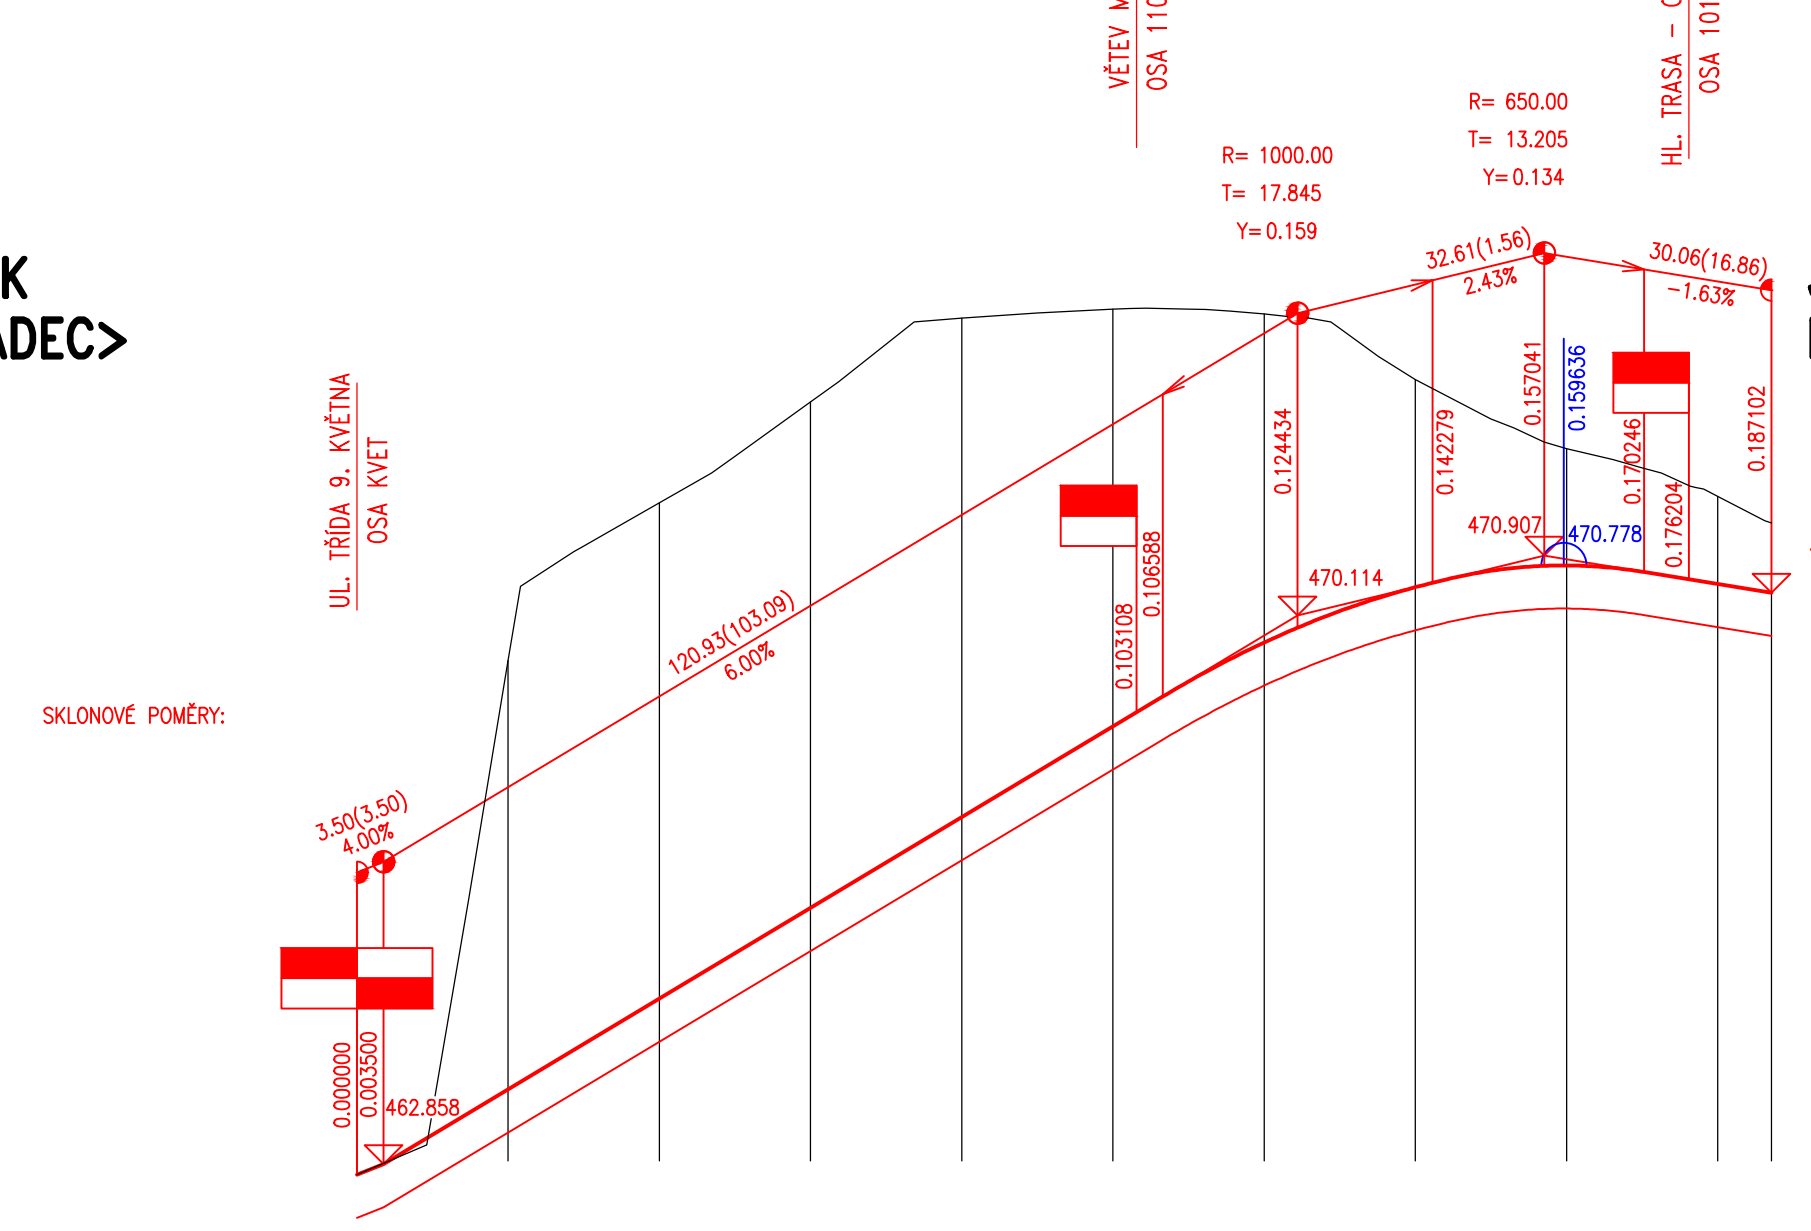 VĚTEV M
OSA 110
HL. TRASA – 
OSA 101
R= 650.00
T= 13.205
Y=0.134
R= 1000.00
T= 17.845
Y=0.159
K
ADEC>
32.61(1.56)
2.43%
30.06(16.86)
-1.63%
UL. TŘÍDA 9. KVĚTNA
OSA KVET
0.124434
0.142279
0.157041
0.159636
0.170246
0.176204
0.187102
470.907
470.778
470.114
0.103108
0.106588
120.93(103.09)
6.00%
SKLONOVÉ POMĚRY:
3.50(3.50)
4.00%
0.000000
0.003500
462.858